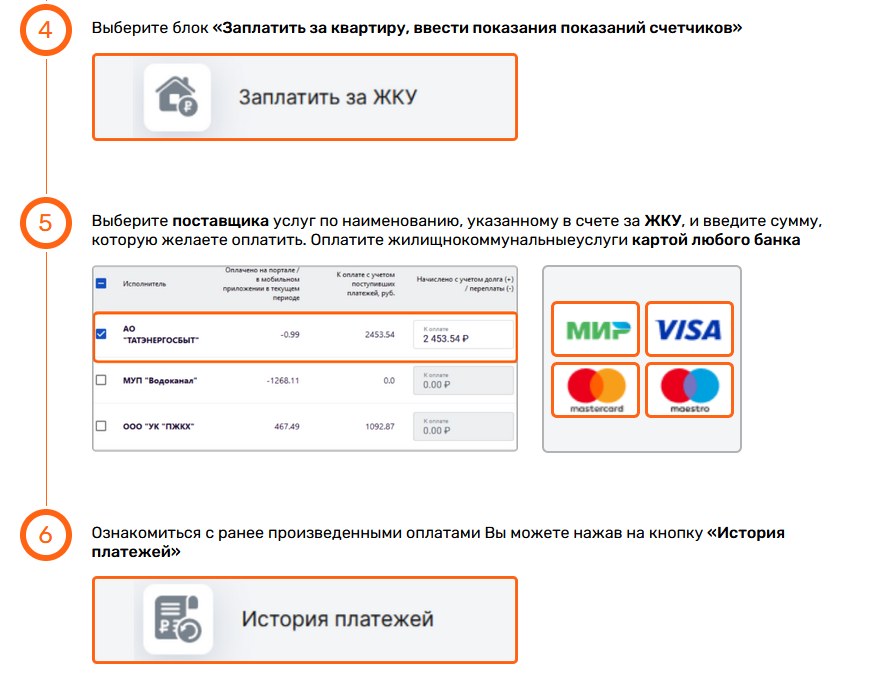 4
Выберите блок «Заплатить за квартиру, ввести показания показаний счетчиков»
Заплатить за ЖКУ
5
Выберите поставщика услуг по наименованию, указанному в счете за ЖКУ, и введите сумму,
которую желаете оплатить. Оплатите жилищнокоммунальныеуслуги картой любого банка
Исполнитель
Оплачено на портале /
в мобильном
приложении в текущем
периоде
К оплате с учетом
поступивших
платежей, руб.
Начислено с учетом долга (+)
/ переплаты (-)
АО
"ТАТЭНЕРГОСБЫТ"
-0.99
2453.54
К оплате
2 453.54 ₽
МУП "Водоканал"
-1268.11
0.0
К оплате
0.00 ₽
ООО "УК "ПЖКХ"
467.49
1092.87
К оплате
0.00 ₽
МИР
VISA
mastercard
maestro
6
Ознакомиться с ранее произведенными оплатами Вы можете нажав на кнопку «История
платежей»
История платежей